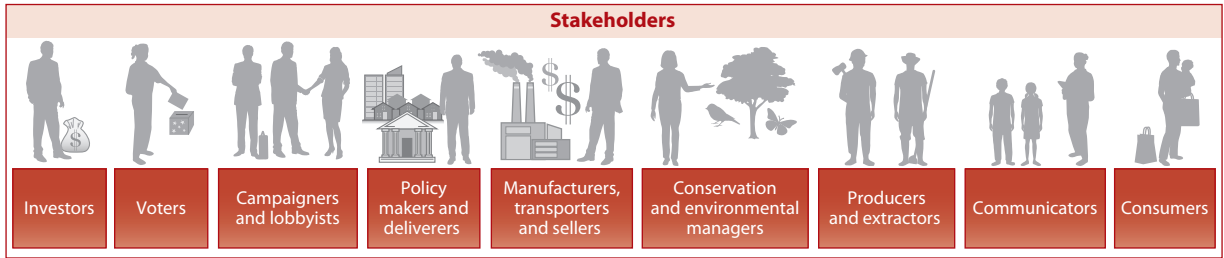 Stakeholders
$
$
$
Investors
Voters
Campaigners
and lobbyists
Policy
makers and
deliverers
Manufacturers,
transporters
and sellers
Conservation
and environmental
managers
Producers
and extractors
Communicators
Consumers